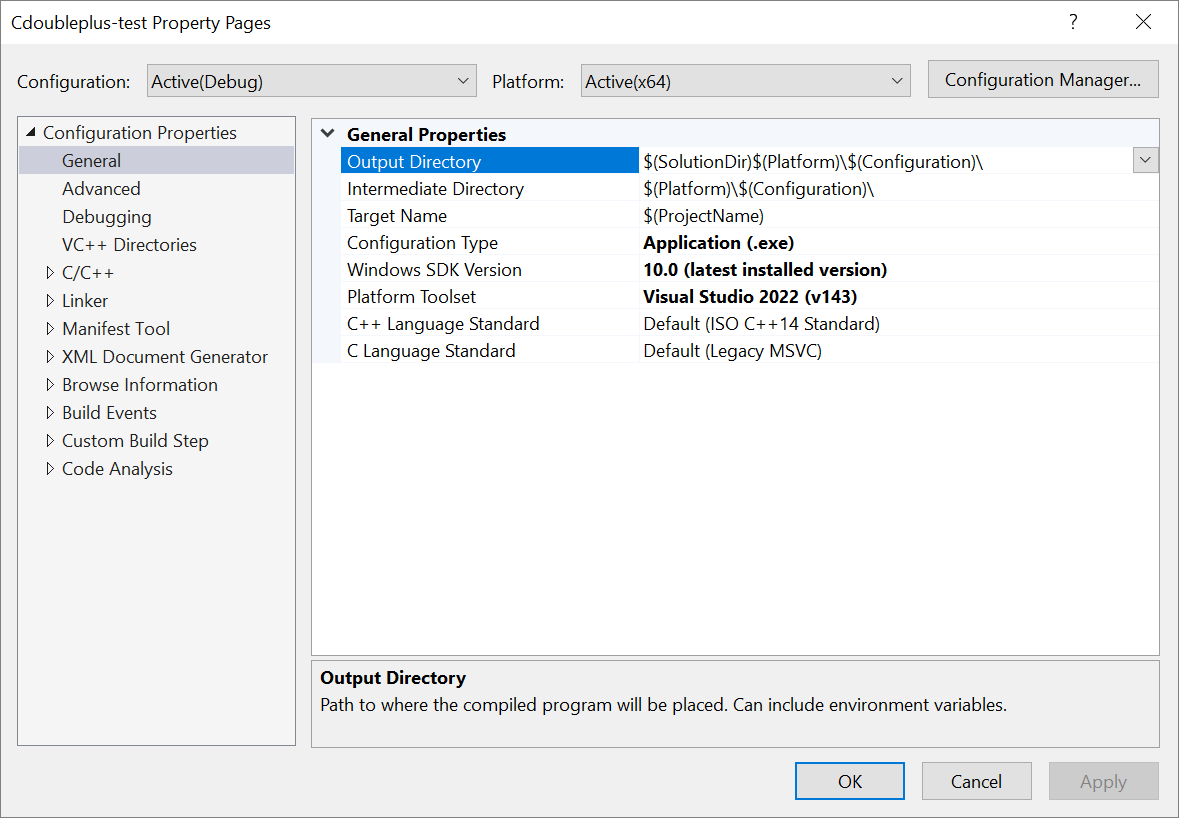 Cdoubleplus-test Property Pages ?
Configuration: Active(Debug) Platform: Active(x64) Configuration Manager...
Configuration Properties
General
Advanced
Debugging
VC++ Directories
C/C++
Linker
Manifest Tool
XML Document Generator
Browse Information
Build Events
Custom Build Step
Code Analysis
General Properties
Output Directory $(SolutionDir)$(Platform)\$(Configuration)\
Intermediate Directory $(Platform)\$(Configuration)\
Target Name $(ProjectName)
Configuration Type Application (.exe)
Windows SDK Version 10.0 (latest installed version)
Platform Toolset Visual Studio 2022 (v143)
C++ Language Standard Default (ISO C++14 Standard)
C Language Standard Default (Legacy MSVC)
Output Directory
Path to where the compiled program will be placed. Can include environment variables.
OK Cancel Apply